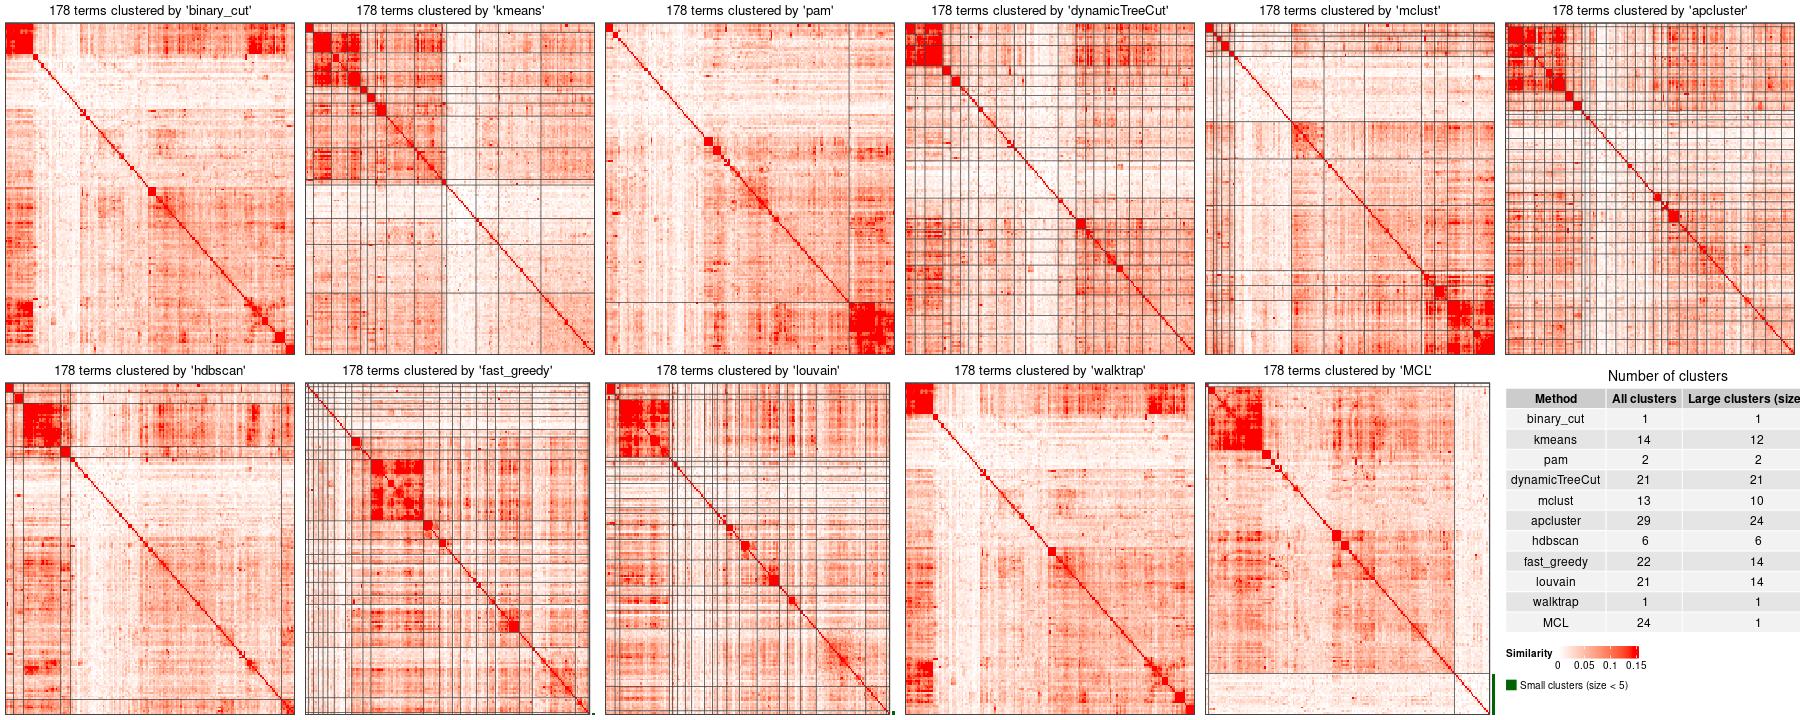 178 terms clustered by 'binary_cut'
178 terms clustered by 'kmeans'
178 terms clustered by 'pam'
178 terms clustered by 'dynamicTreeCut'
178 terms clustered by 'mclust'
178 terms clustered by 'apcluster'
178 terms clustered by 'hdbscan'
178 terms clustered by 'fast_greedy'
178 terms clustered by 'louvain'
178 terms clustered by 'walktrap'
178 terms clustered by 'MCL'
Number of clusters
Method All clusters Large clusters (size
binary_cut 1 1
kmeans 14 12
pam 2 2
dynamicTreeCut 21 21
mclust 13 10
apcluster 29 24
hdbscan 6 6
fast_greedy 22 14
louvain 21 14
walktrap 1 1
MCL 24 1
Similarity
0 0.05 0.1 0.15
Small clusters (size < 5)